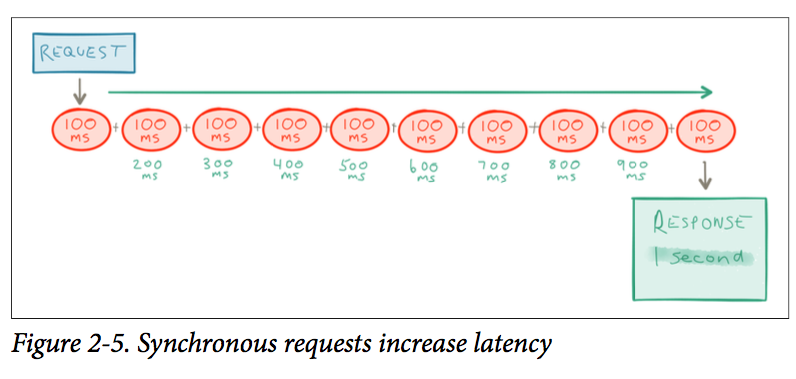 REQUEST
100 ms + 100 ms + 100 ms + 100 ms + 100 ms + 100 ms + 100 ms + 100 ms + 100 ms + 100 ms
200 ms 300 ms 400 ms 500 ms 600 ms 700 ms 800 ms 900 ms
RESPONSE
1 second
Figure 2-5. Synchronous requests increase latency